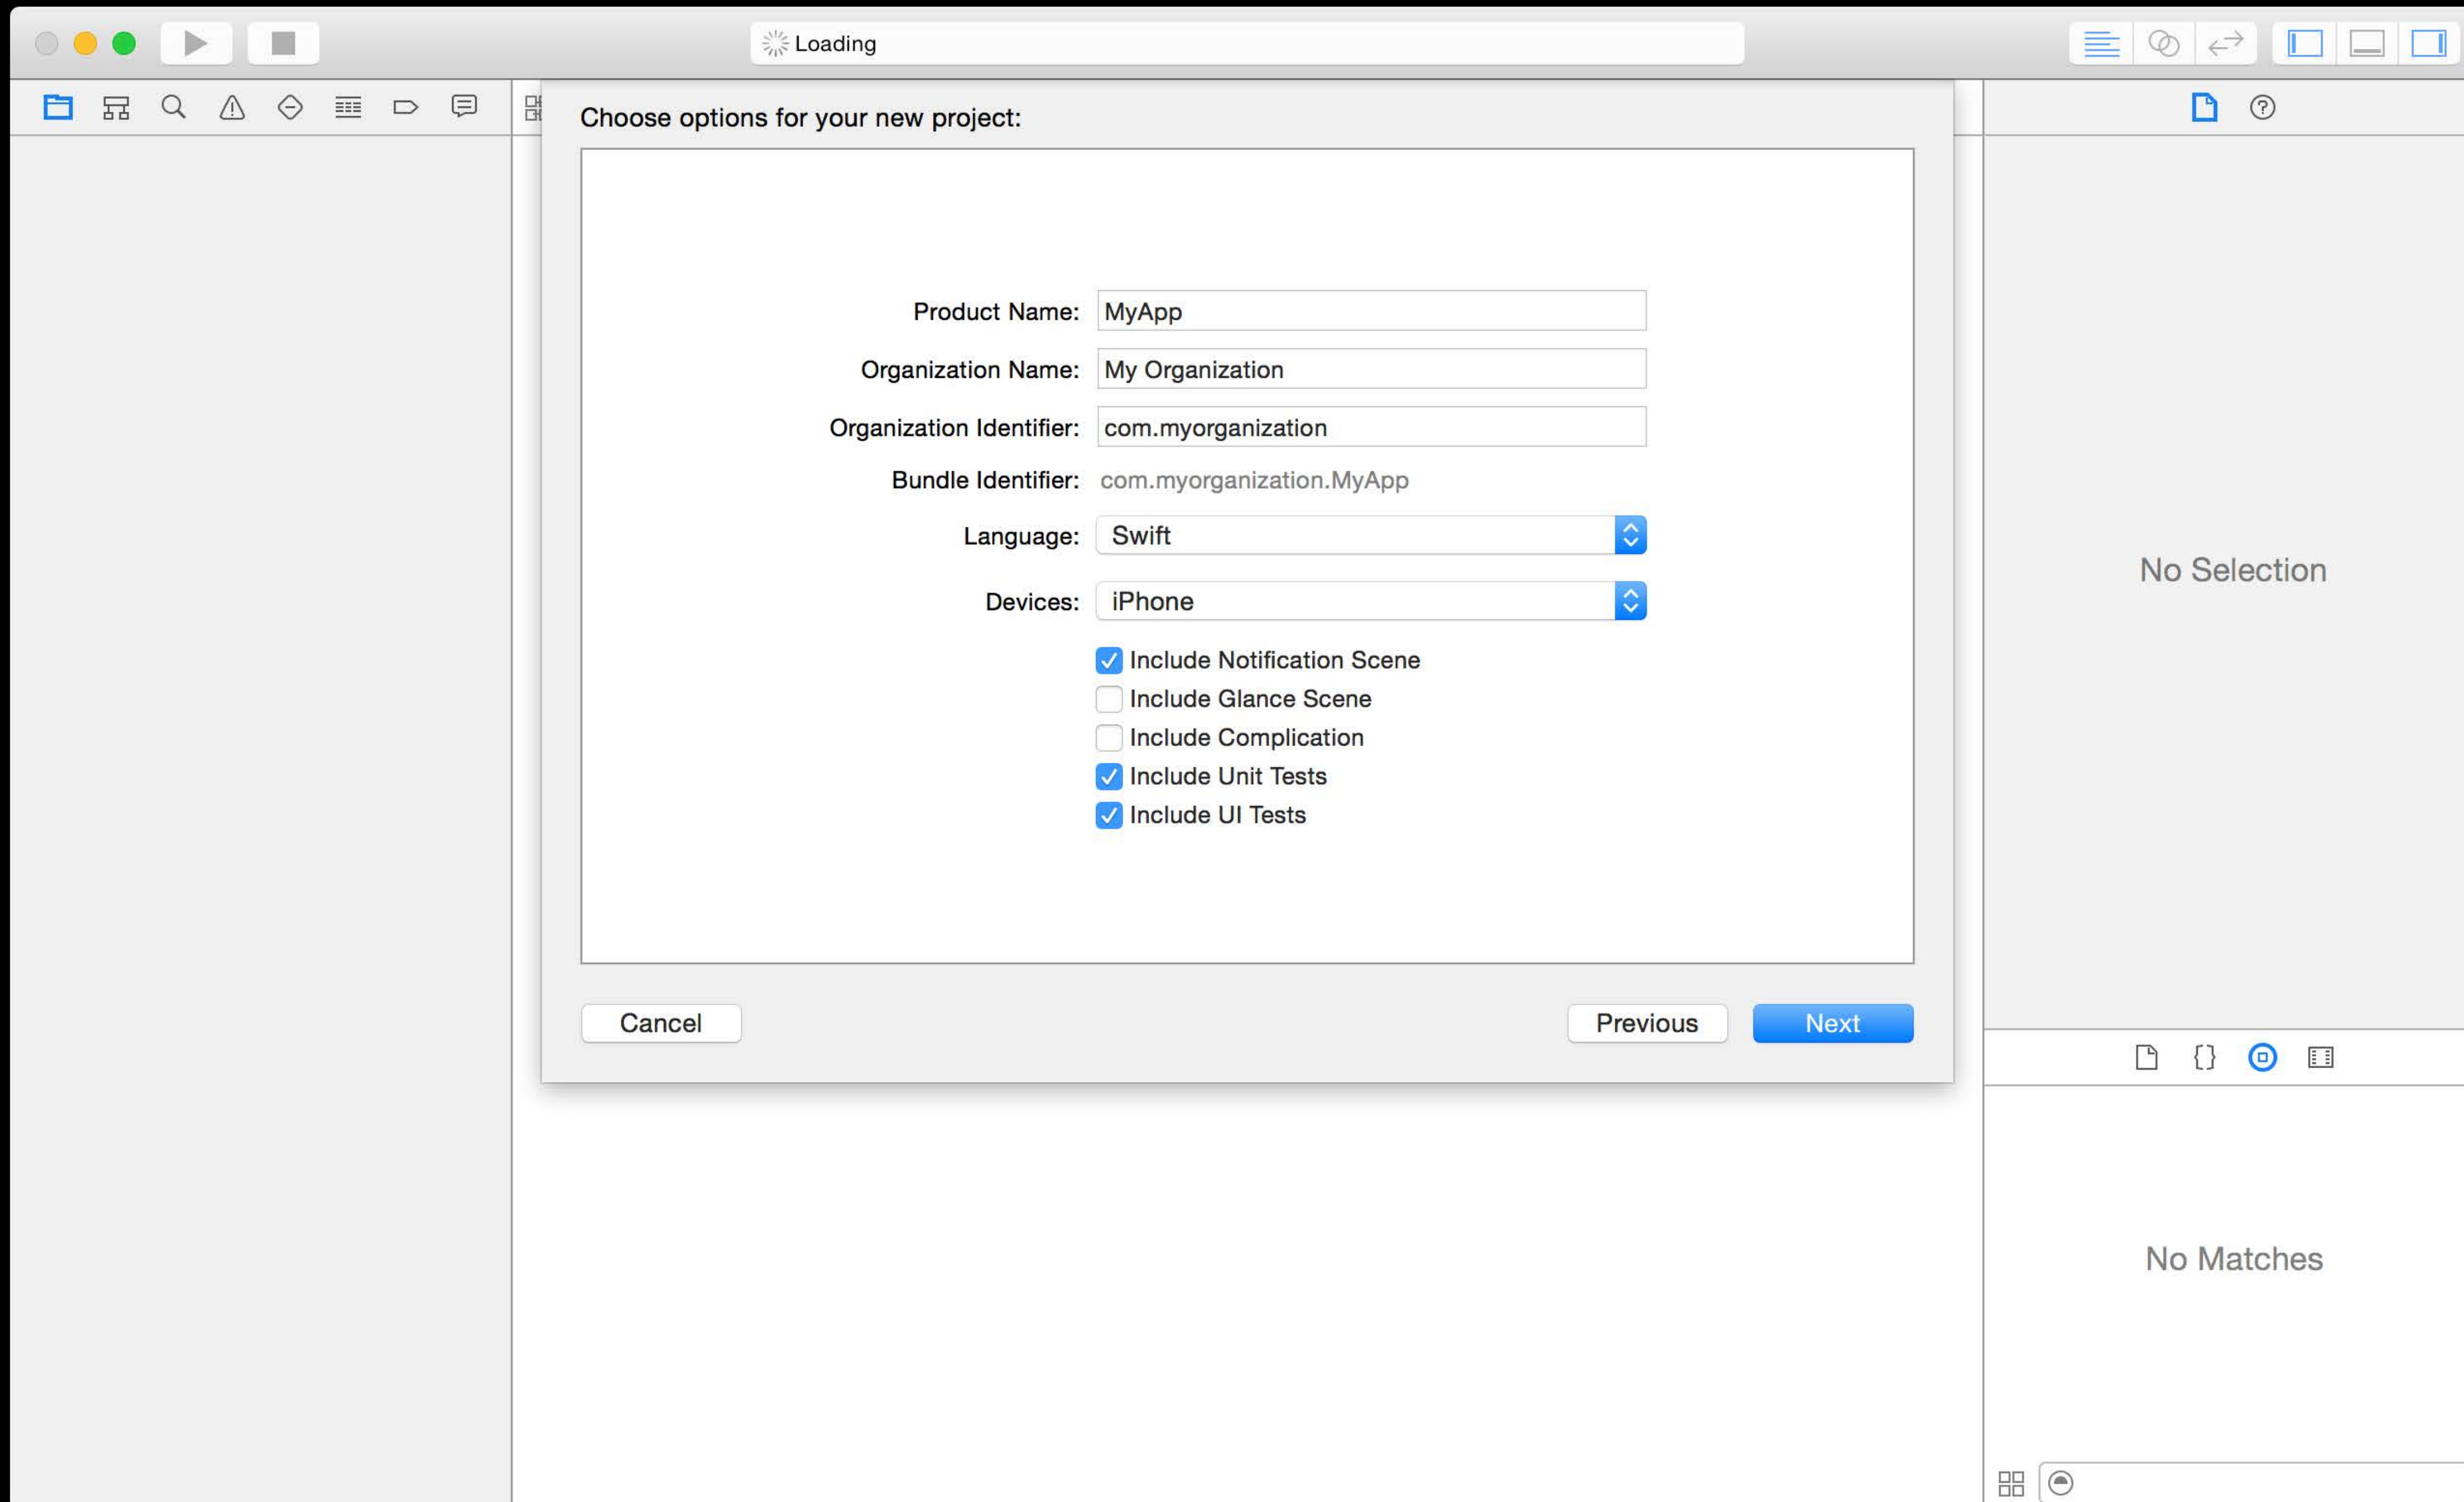 Loading
Choose options for your new project:
Product Name: MyApp
Organization Name: My Organization
Organization Identifier: com.myorganization
Bundle Identifier: com.myorganization.MyApp
Language: Swift
Devices: iPhone
Include Notification Scene
Include Glance Scene
Include Complication
Include Unit Tests
Include UI Tests
Cancel Previous Next
No Selection
No Matches